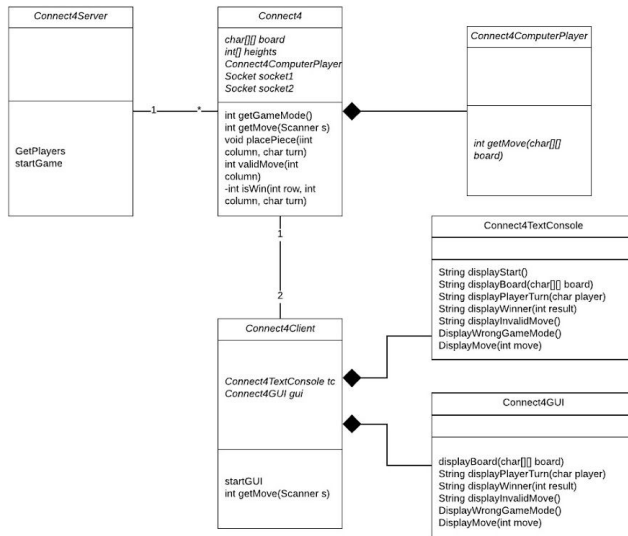 Connect4Server
GetPlayers
startGame
1
*
Connect4
char[][] board
int[] heights
Connect4ComputerPlayer
Socket socket1
Socket socket2
int getGameMode()
int getMove(Scanner s)
void placePiece(iint
column, char turn)
int validMove(int
column)
-int isWin(int row, int
column, char turn)
Connect4ComputerPlayer
int getMove(char[][]
board)
1
2
Connect4Client
Connect4TextConsole tc
Connect4GUI gui
startGUI
int getMove(Scanner s)
Connect4TextConsole
String displayStart()
String displayBoard(char[][] board)
String displayPlayerTurn(char player)
String displayWinner(int result)
String displayInvalidMove()
DisplayWrongGameMode()
DisplayMove(int move)
Connect4GUI
displayBoard(char[][] board)
String displayPlayerTurn(char player)
String displayWinner(int result)
String displayInvalidMove()
DisplayWrongGameMode()
DisplayMove(int move)